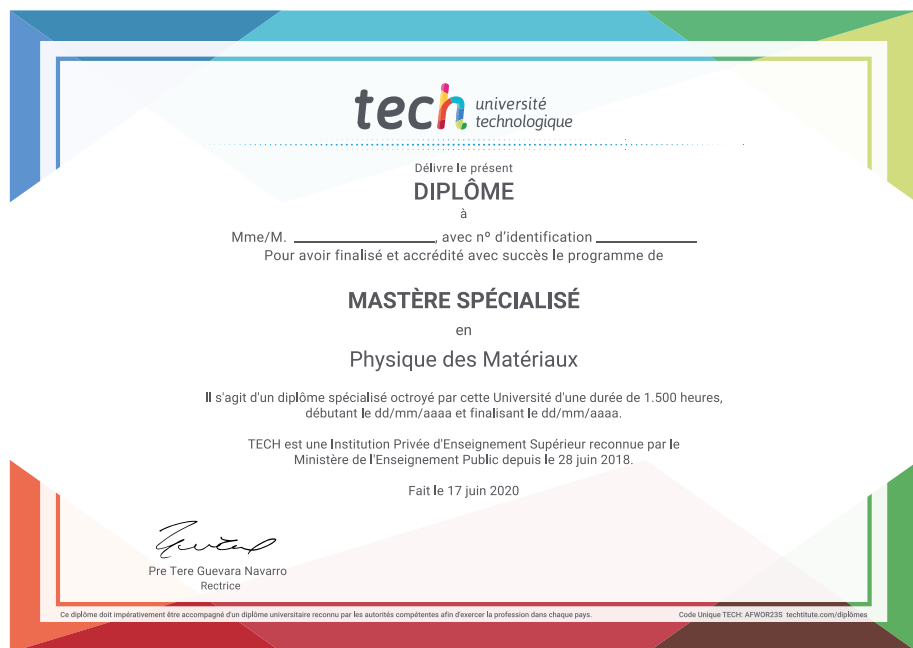 tech université
technologique
Délivre le présent
DIPLÔME
à
Mme/M. ____________, avec nº d'identification ____________
Pour avoir finalisé et accrédité avec succès le programme de
MASTÈRE SPÉCIALISÉ
en
Physique des Matériaux
Il s'agit d'un diplôme spécialisé octroyé par cette Université d'une durée de 1.500 heures,
débutant le dd/mm/aaaa et finalisant le dd/mm/aaaa.
TECH est une Institution Privée d'Enseignement Supérieur reconnue par le
Ministère de l'Enseignement Public depuis le 28 juin 2018.
Fait le 17 juin 2020
Pre Tere Guevara Navarro
Rectrice
Ce diplôme doit impérativement être accompagné d'un diplôme universitaire reconnu par les autorités compétentes afin d'exercer la profession dans chaque pays.
Code Unique TECH: AFWOR23S techtitute.com/diplômes